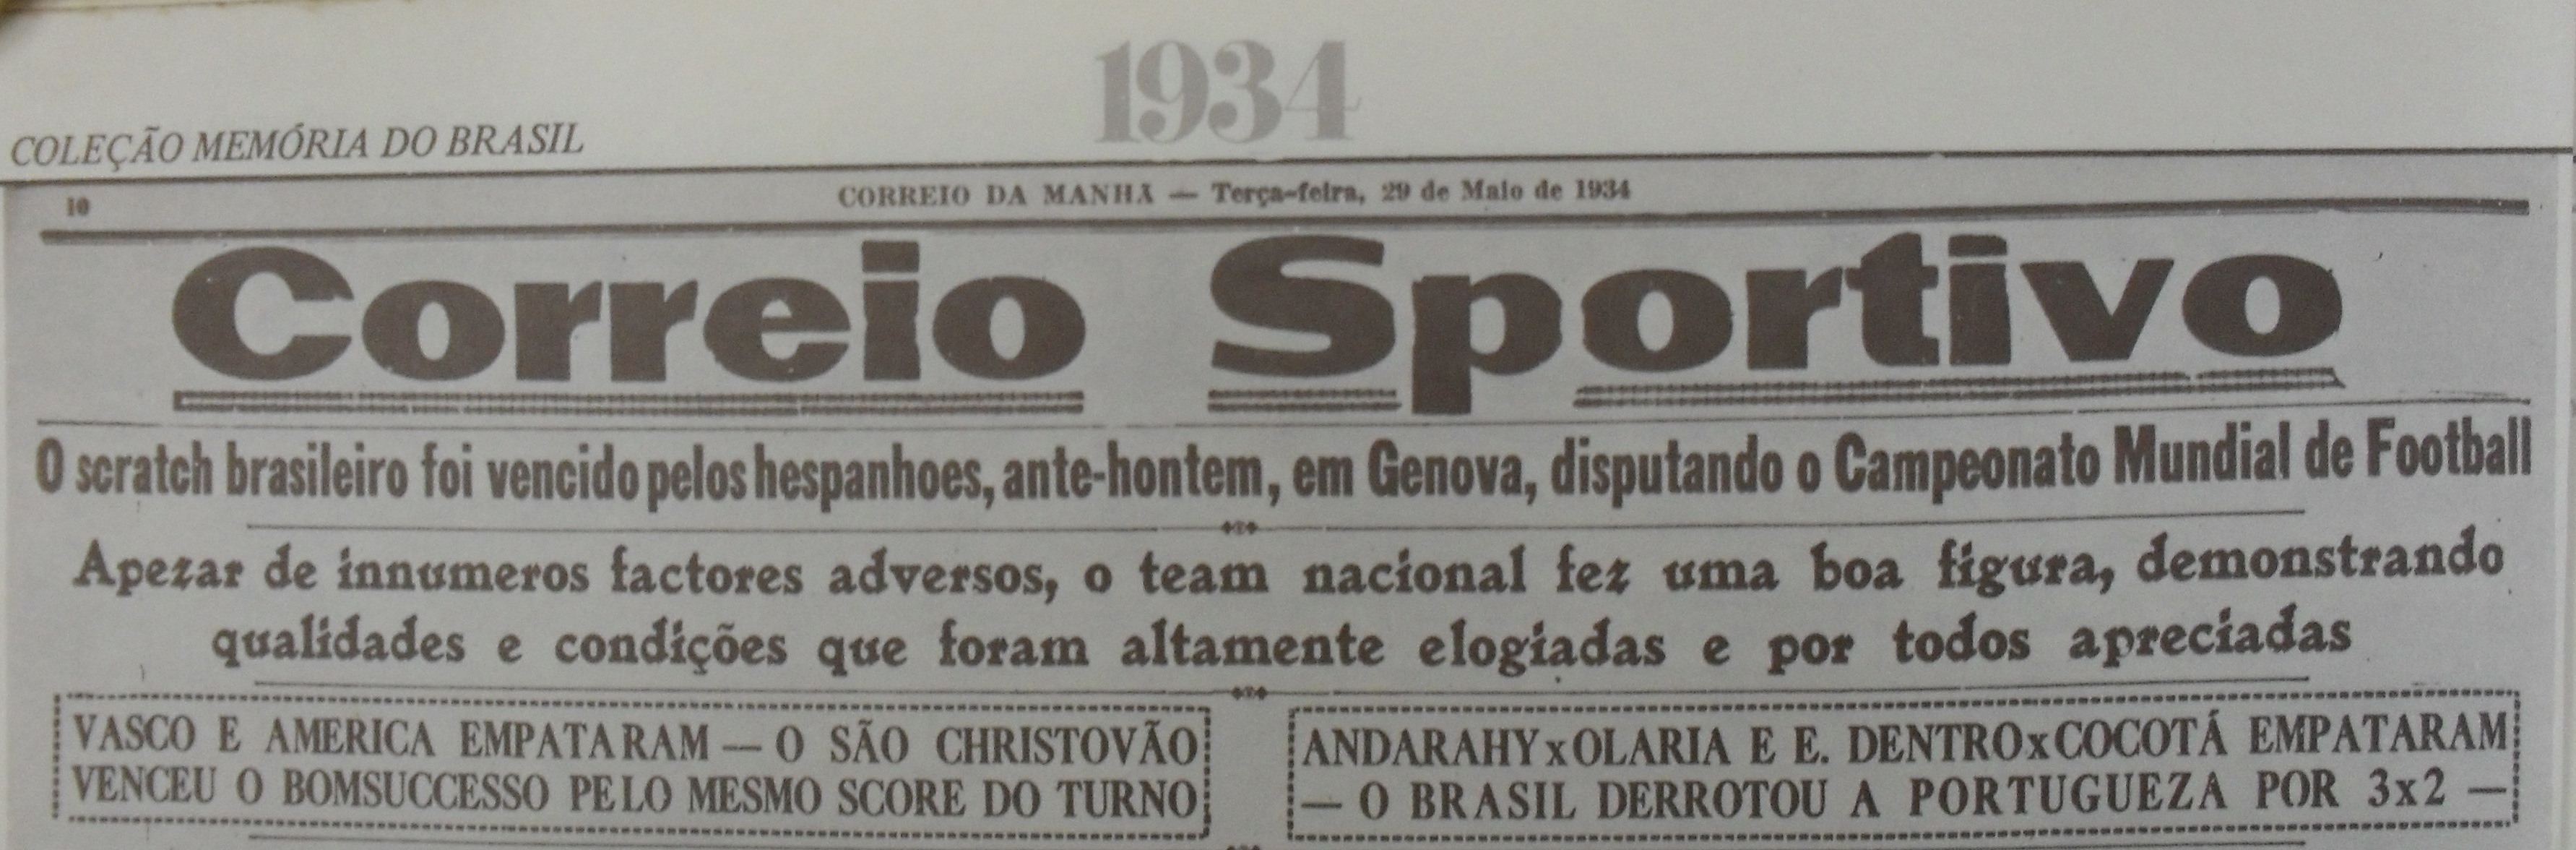 1934
COLEÇÃO MEMÓRIA DO BRASIL
10
CORREIO DA MANHÃ — Terça-feira, 29 de Maio de 1934
Correio Sportivo
O scratch brasileiro foi vencido pelos hespanhoes, ante-hontem, em Genova, disputando o Campeonato Mundial de Football
Apezar de innumeros factores adversos, o team nacional fez uma boa figura, demonstrando
qualidades e condições que foram altamente elogiadas e por todos apreciadas
VASCO E AMERICA EMPATARAM — O SÃO CHRISTOVÃO
VENCEU O BOMSUCCESSO PELO MESMO SCORE DO TURNO
ANDARAHY x OLARIA E E. DENTRO x COCOTÁ EMPATARAM
— O BRASIL DERROTOU A PORTUGUEZA POR 3x2 —